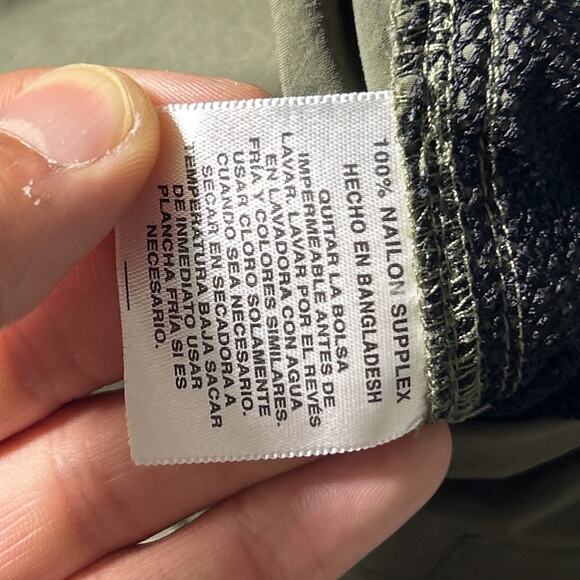 100% NAILON SUPPLEX
HECHO EN BANGLADESH
QUITAR LA BOLSA
IMPERMEABLE ANTES DE
LAVAR. LAVAR POR EL REVÉS
EN LAVADORA CON AGUA
FRÍA Y COLORES SIMILARES.
USAR CLORO SOLAMENTE
CUANDO SEA NECESARIO.
SECAR EN SECADORA A
TEMPERATURA BAJA SACAR
DE INMEDIATO USAR
PLANCHA FRÍA SI ES
NECESARIO.